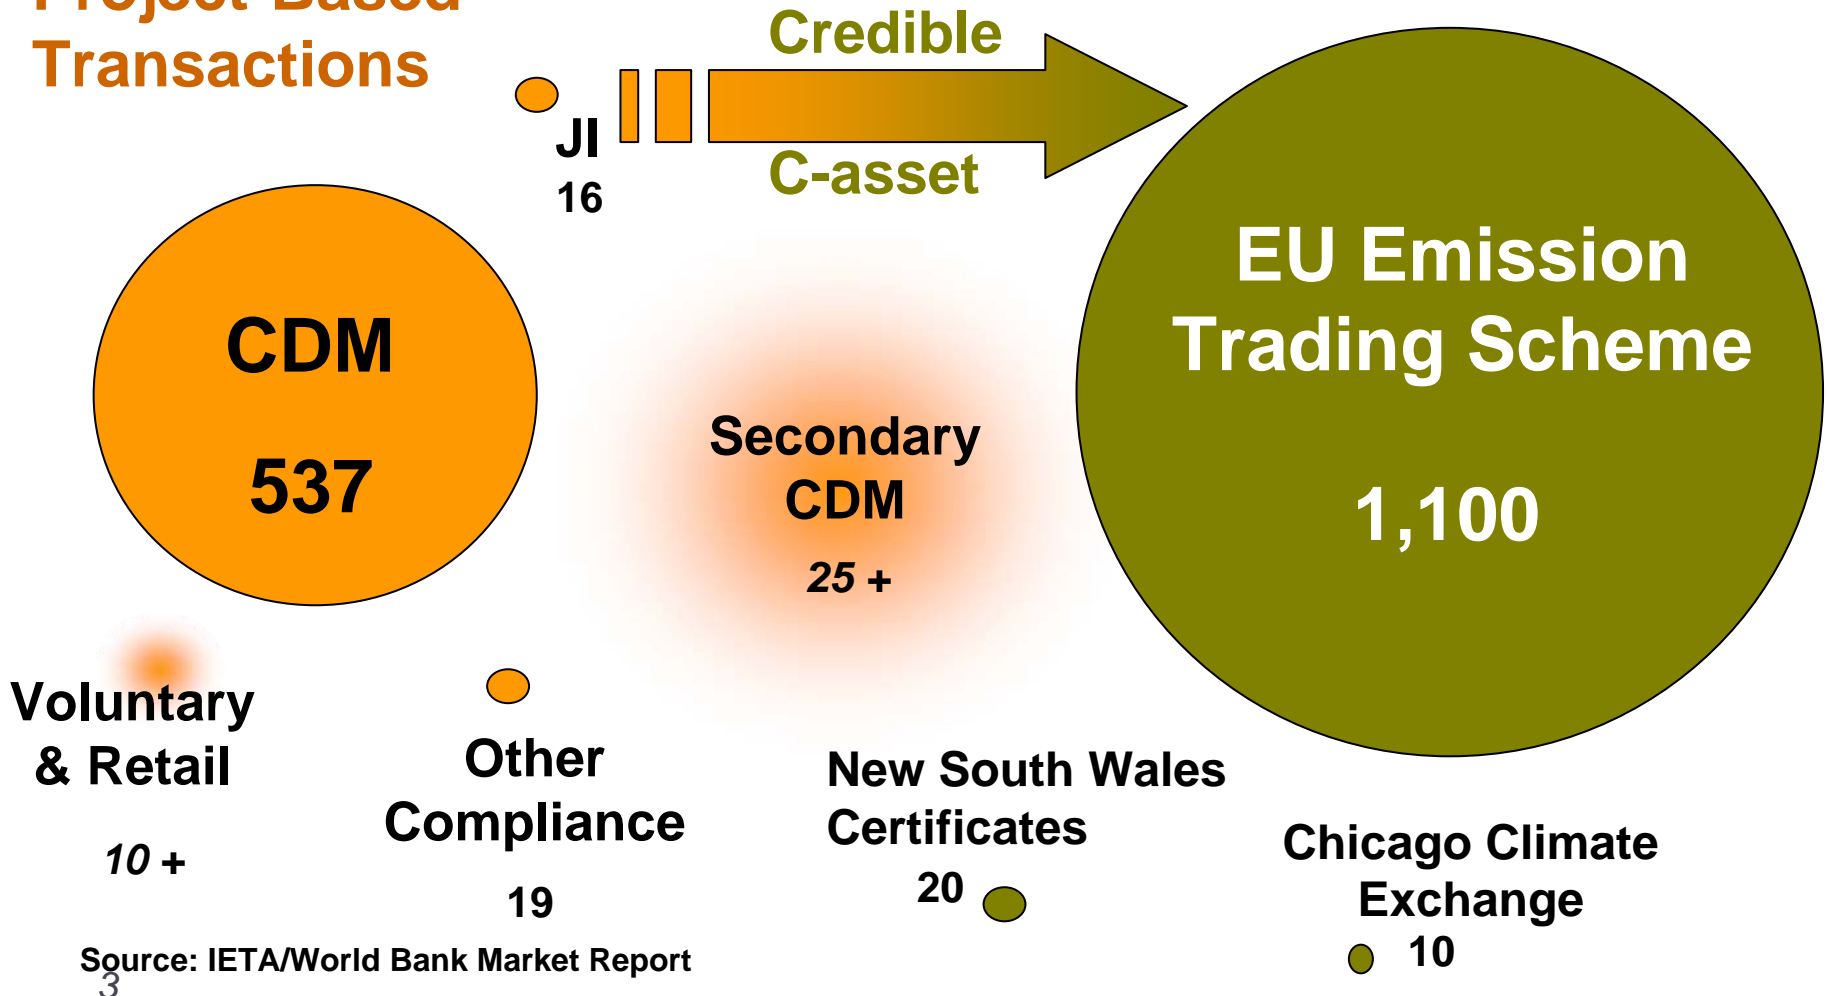 Project-Based
Transactions
Credible
C-asset
JI
16
CDM
537
EU Emission
Trading Scheme
1,100
Secondary
CDM
25 +
Voluntary
& Retail
10 +
Other
Compliance
19
New South Wales
Certificates
20
Chicago Climate
Exchange
10
Source: IETA/World Bank Market Report
3